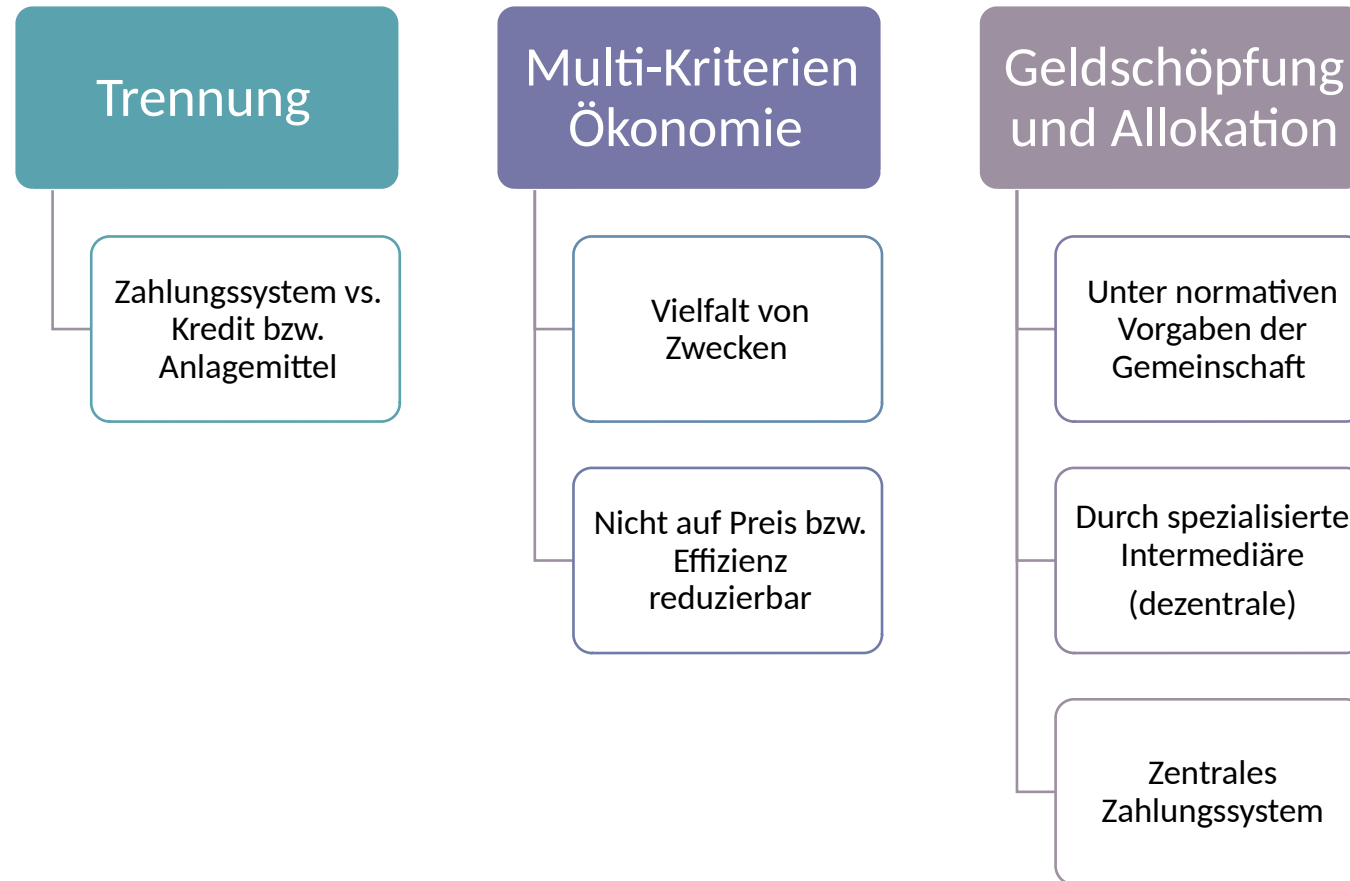 Trennung
Zahlungssystem vs.
Kredit bzw.
Anlagemittel
Multi-Kriterien
Ökonomie
Vielfalt von
Zwecken
Nicht auf Preis bzw.
Effizienz
reduzierbar
Geldschöpfung
und Allokation
Unter normativen
Vorgaben der
Gemeinschaft
Durch spezialisierte
Intermediäre
(dezentrale)
Zentrales
Zahlungssystem